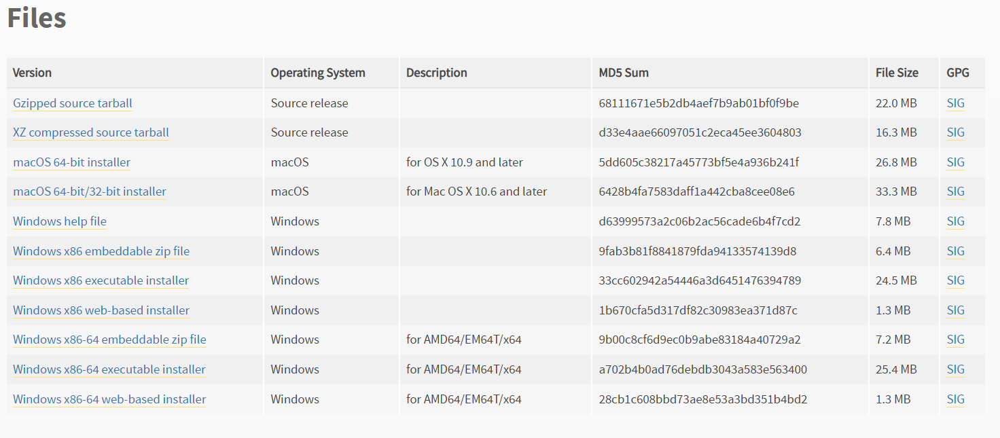 Files
Version Operating System Description MD5 Sum File Size GPG
Gzipped source tarball Source release 68111671e5b2db4aef7b9ab01bf0f9be 22.0 MB SIG
XZ compressed source tarball Source release d33e4aae66097051c2eca45ee3604803 16.3 MB SIG
macOS 64-bit installer macOS for OS X 10.9 and later 5dd605c38217a45773bf5e4a936b241f 26.8 MB SIG
macOS 64-bit/32-bit installer macOS for Mac OS X 10.6 and later 6428b4fa7583daff1a442cba8cee08e6 33.3 MB SIG
Windows help file Windows d63999573a2c06b2ac56cade6b4f7cd2 7.8 MB SIG
Windows x86 embeddable zip file Windows 9fab3b81f8841879fda94133574139d8 6.4 MB SIG
Windows x86 executable installer Windows 33cc602942a54446a3d6451476394789 24.5 MB SIG
Windows x86 web-based installer Windows 1b670cfa5d317df82c30983ea371d87c 1.3 MB SIG
Windows x86-64 embeddable zip file Windows for AMD64/EM64T/x64 9b00c8cf6d9ec0b9abe83184a40729a2 7.2 MB SIG
Windows x86-64 executable installer Windows for AMD64/EM64T/x64 a702b4b0ad76debdb3043a583e563400 25.4 MB SIG
Windows x86-64 web-based installer Windows for AMD64/EM64T/x64 28cb1c608bbd73ae8e53a3bd351b4bd2 1.3 MB SIG